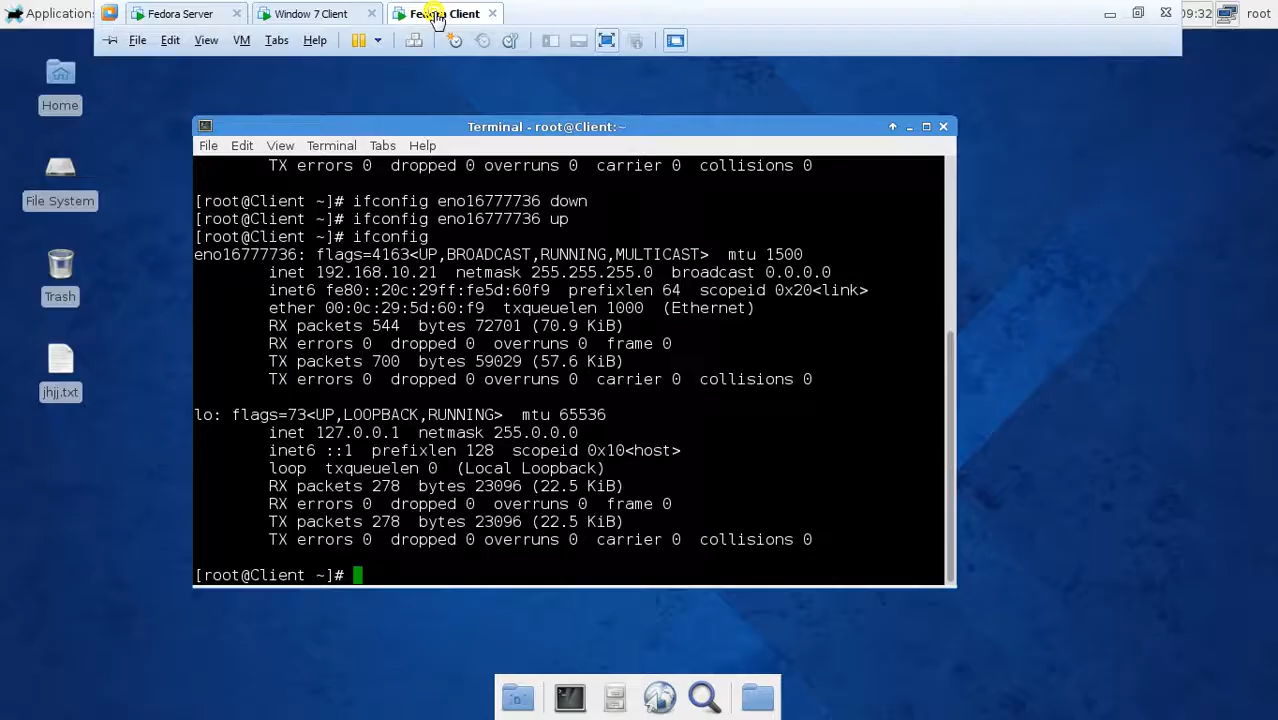 Applications
Fedora Server
Window 7 Client
Client
09:32
root
File
Edit
View
VM
Tabs
Help
Home
File System
Trash
jhjj.txt
Terminal - root@Client:~
File
Edit
View
Terminal
Tabs
Help
TX errors 0  dropped 0 overruns 0  carrier 0  collisions 0
[root@Client ~]# ifconfig eno16777736 down
[root@Client ~]# ifconfig eno16777736 up
[root@Client ~]# ifconfig
eno16777736: flags=4163<UP,BROADCAST,RUNNING,MULTICAST>  mtu 1500
inet 192.168.10.21  netmask 255.255.255.0  broadcast 0.0.0.0
inet6 fe80::20c:29ff:fe5d:60f9  prefixlen 64  scopeid 0x20<link>
ether 00:0c:29:5d:60:f9  txqueuelen 1000  (Ethernet)
RX packets 544  bytes 72701 (70.9 KiB)
RX errors 0  dropped 0  overruns 0  frame 0
TX packets 700  bytes 59029 (57.6 KiB)
TX errors 0  dropped 0 overruns 0  carrier 0  collisions 0
lo: flags=73<UP,LOOPBACK,RUNNING>  mtu 65536
inet 127.0.0.1  netmask 255.0.0.0
inet6 ::1  prefixlen 128  scopeid 0x10<host>
loop  txqueuelen 0  (Local Loopback)
RX packets 278  bytes 23096 (22.5 KiB)
RX errors 0  dropped 0  overruns 0  frame 0
TX packets 278  bytes 23096 (22.5 KiB)
TX errors 0  dropped 0 overruns 0  carrier 0  collisions 0
[root@Client ~]#